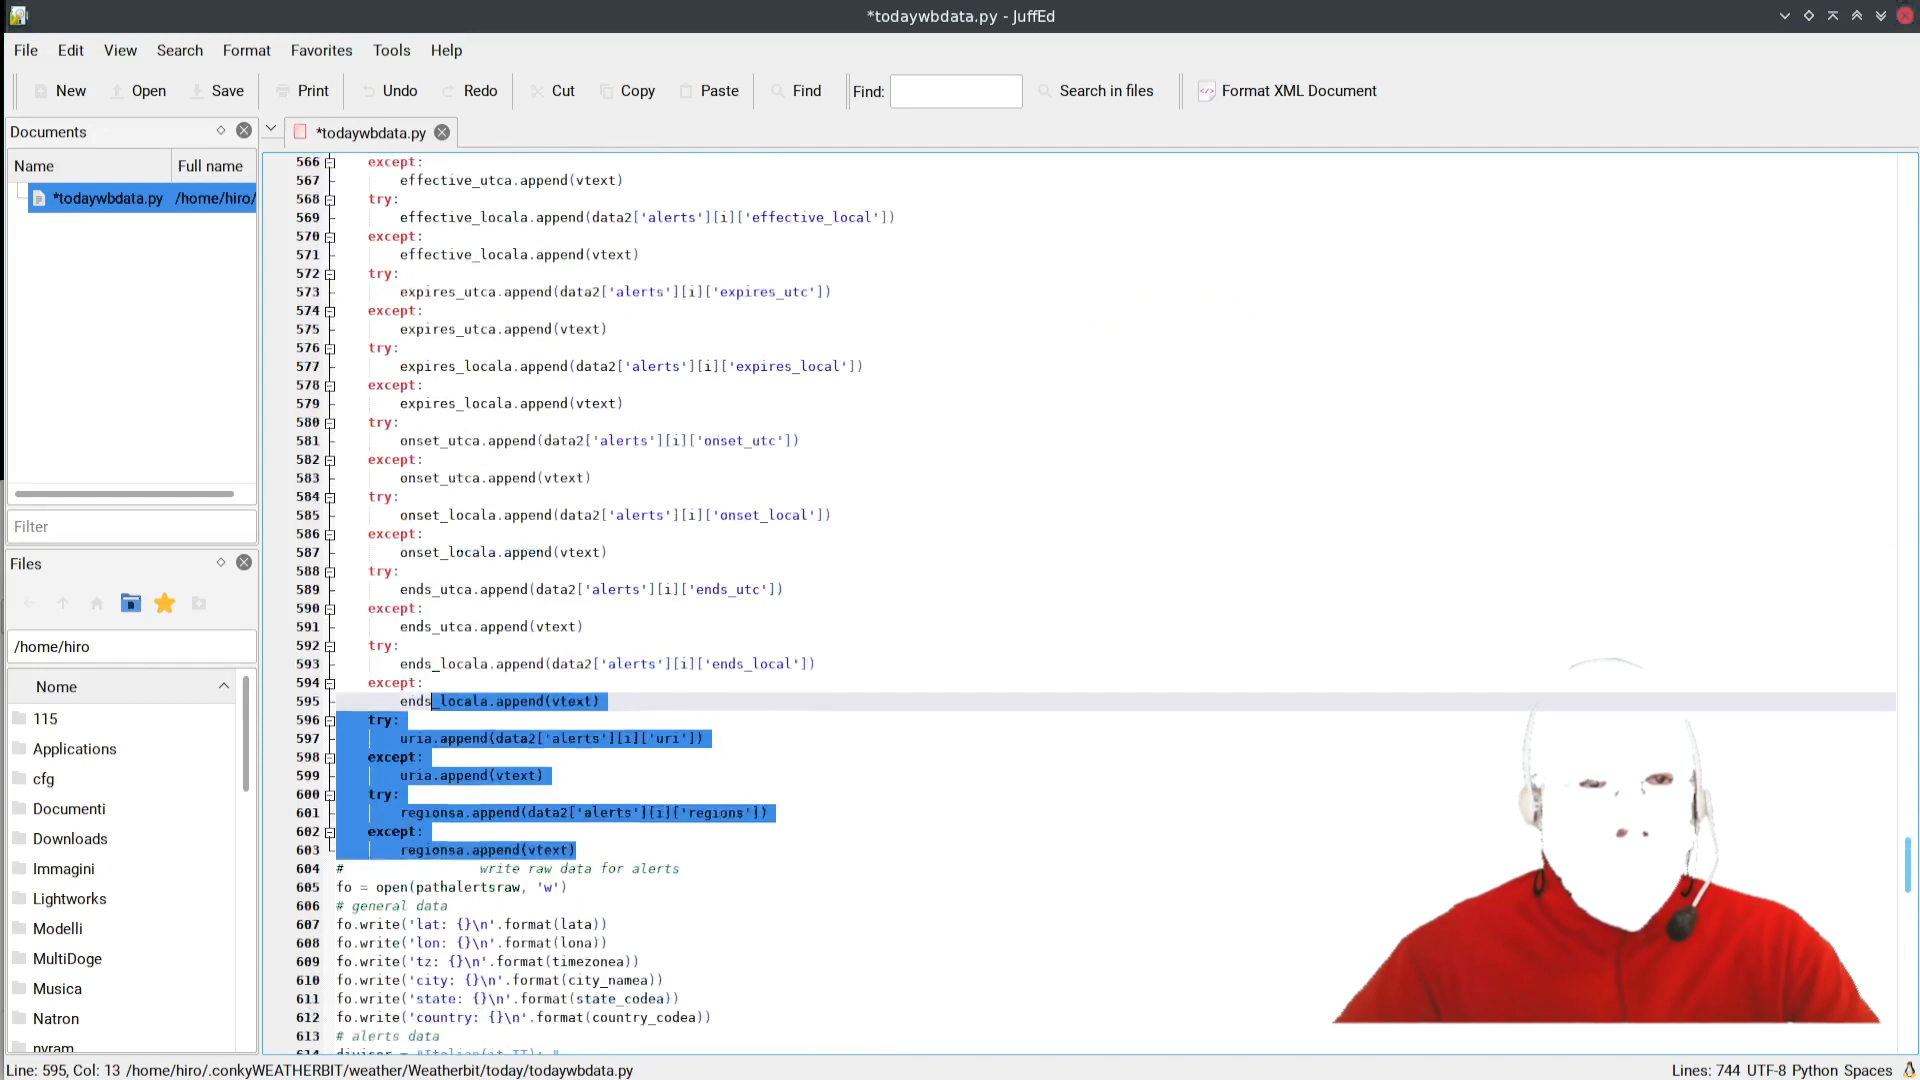 *todaywbdata.py - JuffEd
File Edit View Search Format Favorites Tools Help
New Open Save Print Undo Redo Cut Copy Paste Find Find: Search in files Format XML Document
Documents
*todaywbdata.py
Name Full name
*todaywbdata.py /home/hiro/
Filter
Files
/home/hiro
Nome
115
Applications
cfg
Documenti
Downloads
Immagini
Lightworks
Modelli
MultiDoge
Musica
Natron
nvram
566 except:
567 effective_utca.append(vtext)
568 try:
569 effective_locala.append(data2['alerts'][i]['effective_local'])
570 except:
571 effective_locala.append(vtext)
572 try:
573 expires_utca.append(data2['alerts'][i]['expires_utc'])
574 except:
575 expires_utca.append(vtext)
576 try:
577 expires_locala.append(data2['alerts'][i]['expires_local'])
578 except:
579 expires_locala.append(vtext)
580 try:
581 onset_utca.append(data2['alerts'][i]['onset_utc'])
582 except:
583 onset_utca.append(vtext)
584 try:
585 onset_locala.append(data2['alerts'][i]['onset_local'])
586 except:
587 onset_locala.append(vtext)
588 try:
589 ends_utca.append(data2['alerts'][i]['ends_utc'])
590 except:
591 ends_utca.append(vtext)
592 try:
593 ends_locala.append(data2['alerts'][i]['ends_local'])
594 except:
595 ends_locala.append(vtext)
596 try:
597 uria.append(data2['alerts'][i]['uri'])
598 except:
599 uria.append(vtext)
600 try:
601 regionsa.append(data2['alerts'][i]['regions'])
602 except:
603 regionsa.append(vtext)
604 # write raw data for alerts
605 fo = open(pathalertsraw, 'w')
606 # general data
607 fo.write('lat: {}\n'.format(lata))
608 fo.write('lon: {}\n'.format(lona))
609 fo.write('tz: {}\n'.format(timezonea))
610 fo.write('city: {}\n'.format(city_namea))
611 fo.write('state: {}\n'.format(state_codea))
612 fo.write('country: {}\n'.format(country_codea))
613 # alerts data
Line: 595, Col: 13 /home/hiro/.conkyWEATHERBIT/weather/Weatherbit/today/todaywbdata.py
Lines: 744 UTF-8 Python Spaces